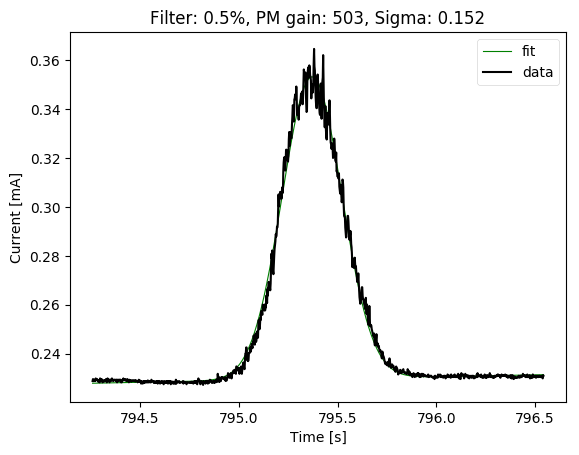 Filter: 0.5%, PM gain: 503, Sigma: 0.152
fit
data
Current [mA]
0.36
0.34
0.32
0.30
0.28
0.26
0.24
794.5 795.0 795.5 796.0 796.5
Time [s]